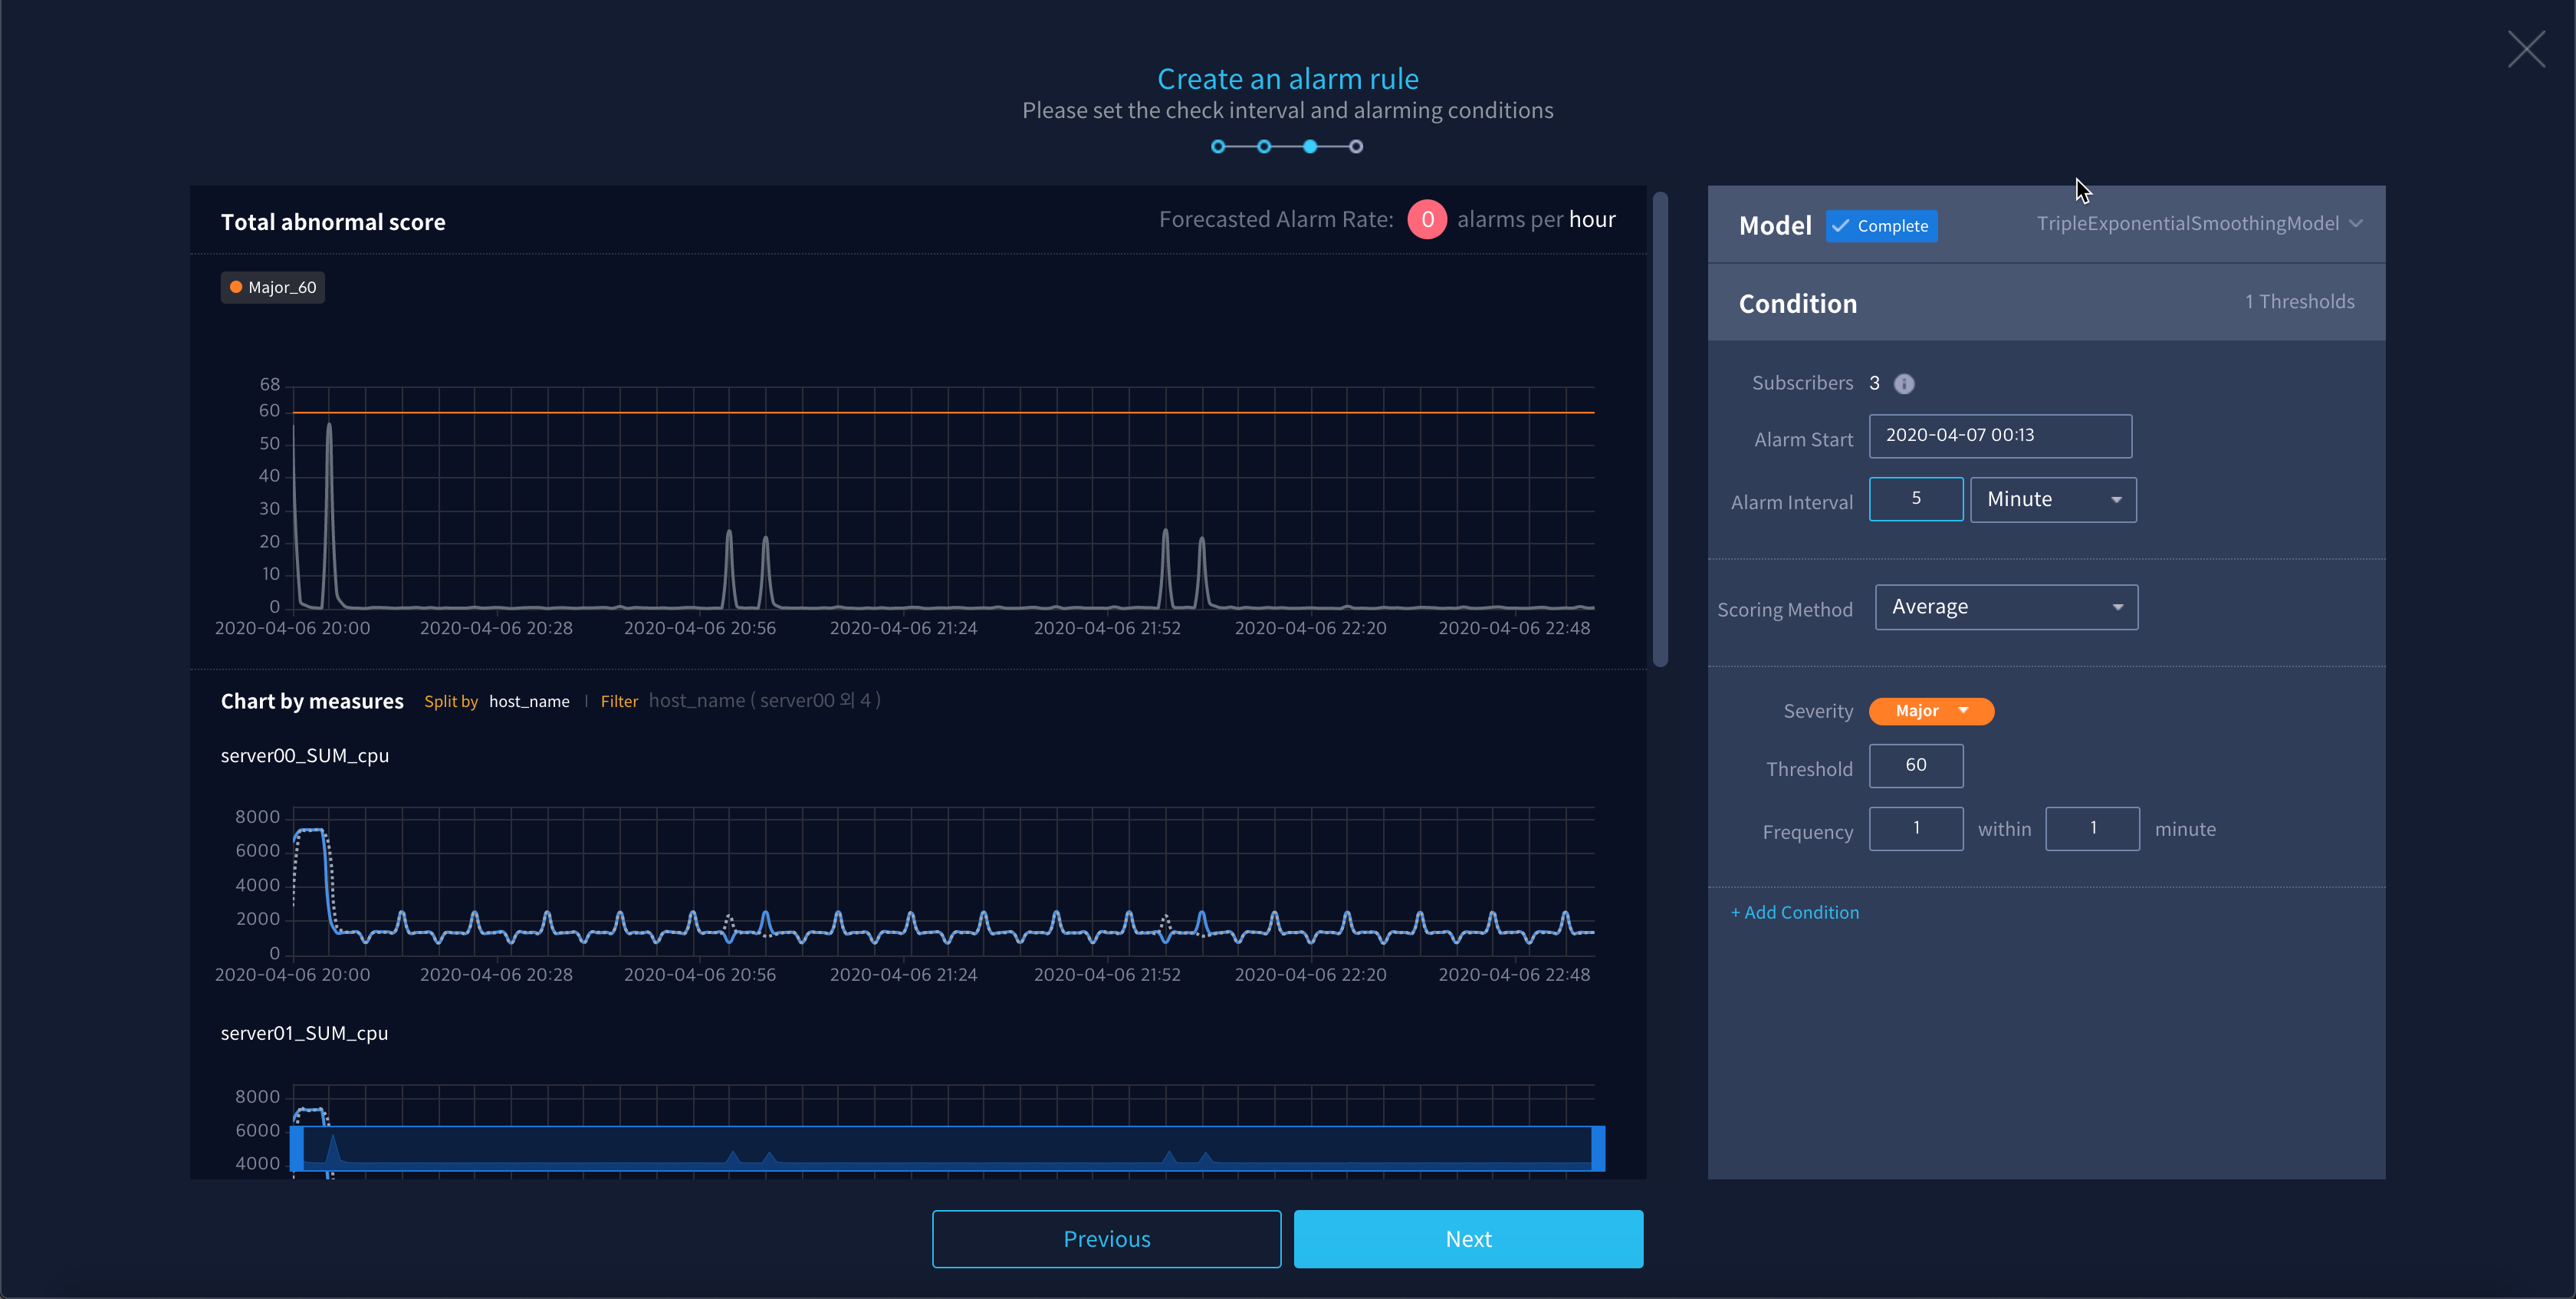 Create an alarm rule
Please set the check interval and alarming conditions
Total abnormal score
Forecasted Alarm Rate: 0 alarms per hour
Major_60
68
60
50
40
30
20
10
0
2020-04-06 20:00 2020-04-06 20:28 2020-04-06 20:56 2020-04-06 21:24 2020-04-06 21:52 2020-04-06 22:20 2020-04-06 22:48
Chart by measures Split by host_name | Filter host_name ( server00 외 4 )
server00_SUM_cpu
8000
6000
4000
2000
0
2020-04-06 20:00 2020-04-06 20:28 2020-04-06 20:56 2020-04-06 21:24 2020-04-06 21:52 2020-04-06 22:20 2020-04-06 22:48
server01_SUM_cpu
8000
6000
4000
Model Complete TripleExponentialSmoothingModel
Condition 1 Thresholds
Subscribers 3
Alarm Start 2020-04-07 00:13
Alarm Interval 5 Minute
Scoring Method Average
Severity Major
Threshold 60
Frequency 1 within 1 minute
+ Add Condition
Previous Next